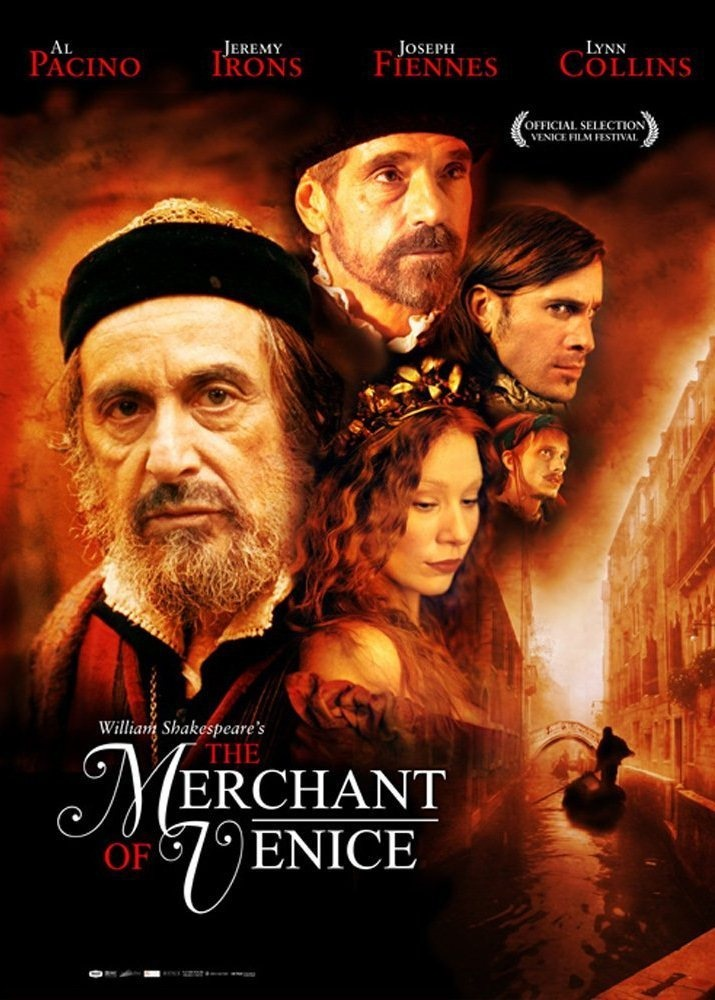 AL PACINO
JEREMY IRONS
JOSEPH FIENNES
LYNN COLLINS
OFFICIAL SELECTION
VENICE FILM FESTIVAL
William Shakespeare's
THE
MERCHANT
OF VENICE